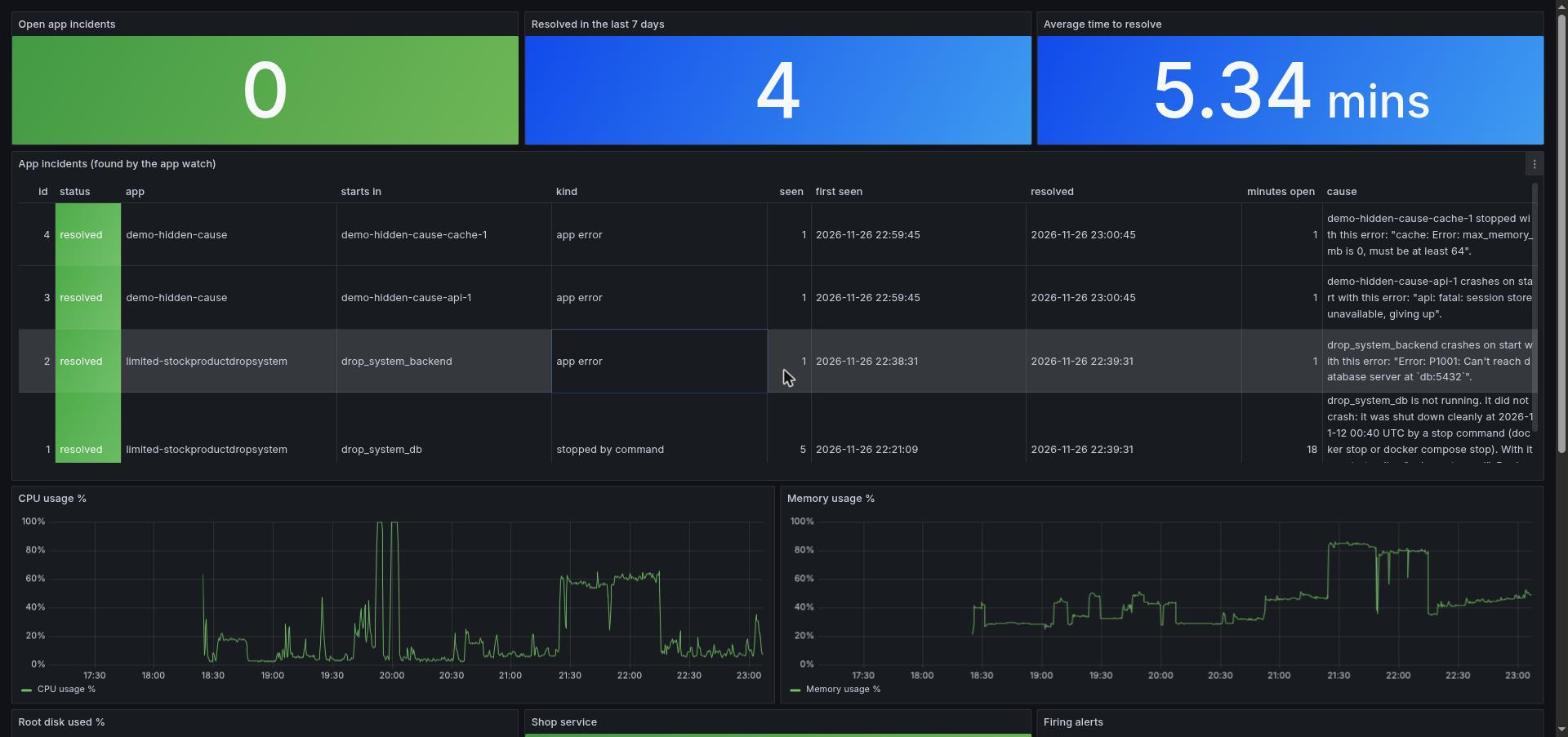 Open app incidents
Resolved in the last 7 days
Average time to resolve
0
4
5.34 mins
App incidents (found by the app watch)
id status app starts in kind seen first seen resolved minutes open cause
4 resolved demo-hidden-cause demo-hidden-cause-cache-1 app error 1 2026-11-26 22:59:45 2026-11-26 23:00:45 1
demo-hidden-cause-cache-1 stopped wi
th this error: "cache: Error: max_memory_
mb is 0, must be at least 64".
3 resolved demo-hidden-cause demo-hidden-cause-api-1 app error 1 2026-11-26 22:59:45 2026-11-26 23:00:45 1
demo-hidden-cause-api-1 crashes on sta
rt with this error: "api: fatal: session store
unavailable, giving up".
2 resolved limited-stockproductdropsystem drop_system_backend app error 1 2026-11-26 22:38:31 2026-11-26 22:39:31 1
drop_system_backend crashes on start w
ith this error: "Error: P1001: Can't reach d
atabase server at `db:5432`".
1 resolved limited-stockproductdropsystem drop_system_db stopped by command 5 2026-11-26 22:21:09 2026-11-26 22:39:31 18
drop_system_db is not running. It did not
crash: it was shut down cleanly at 2026-1
1-12 00:40 UTC by a stop command (doc
ker stop or docker compose stop). With it
CPU usage %
100%
80%
60%
40%
20%
0%
17:30 18:00 18:30 19:00 19:30 20:00 20:30 21:00 21:30 22:00 22:30 23:00
CPU usage %
Memory usage %
100%
80%
60%
40%
20%
0%
17:30 18:00 18:30 19:00 19:30 20:00 20:30 21:00 21:30 22:00 22:30 23:00
Memory usage %
Root disk used %
Shop service
Firing alerts